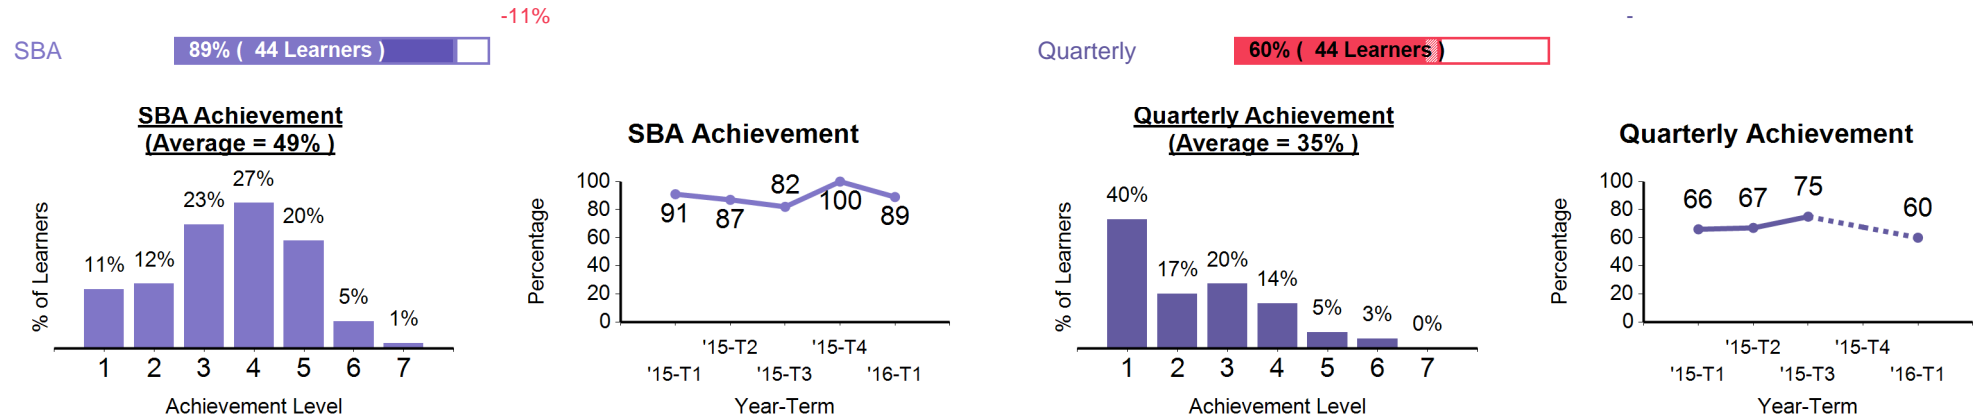 -11%
SBA
89% ( 44 Learners )
SBA Achievement
(Average = 49% )
% of Learners
11%
12%
23%
27%
20%
5%
1%
1 2 3 4 5 6 7
Achievement Level
SBA Achievement
Percentage
100
80
60
40
20
0
91
87
82
100
89
'15-T2 '15-T4
'15-T1 '15-T3 '16-T1
Year-Term
-
Quarterly
60% ( 44 Learners )
Quarterly Achievement
(Average = 35% )
% of Learners
40%
17%
20%
14%
5%
3%
0%
1 2 3 4 5 6 7
Achievement Level
Quarterly Achievement
Percentage
100
80
60
40
20
0
66
67
75
60
'15-T2 '15-T4
'15-T1 '15-T3 '16-T1
Year-Term